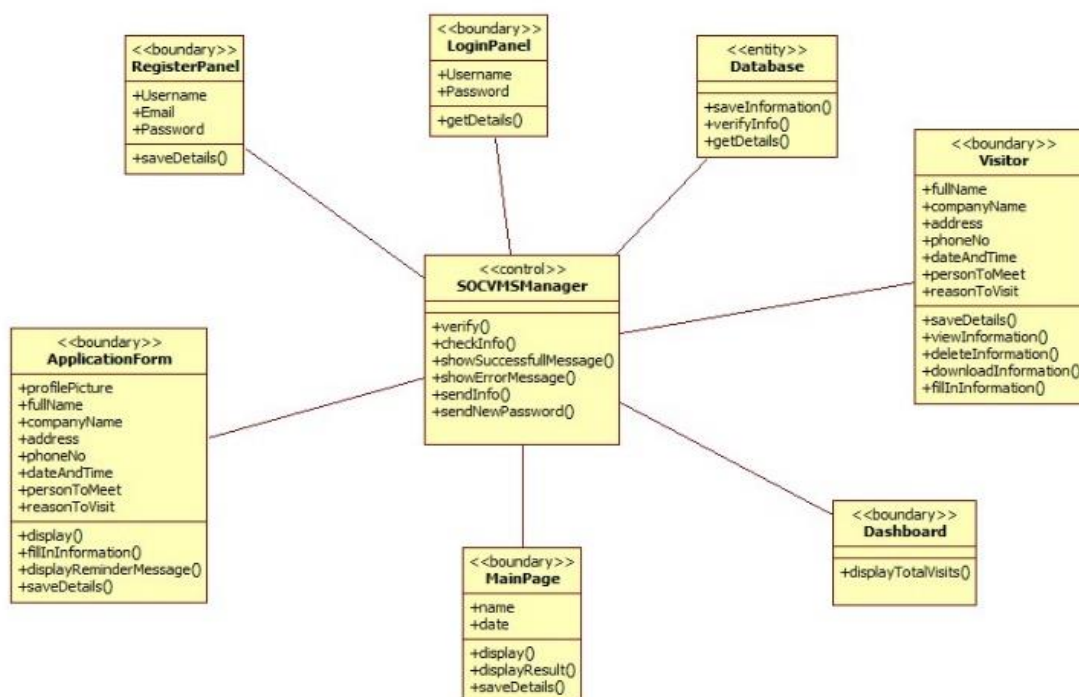 <<boundary>>
RegisterPanel
+Username
+Email
+Password
+saveDetails()
<<boundary>>
LoginPanel
+Username
+Password
+getDetails()
<<entity>>
Database
+saveInformation()
+verifyInfo()
+getDetails()
<<boundary>>
Visitor
+fullName
+companyName
+address
+phoneNo
+dateAndTime
+personToMeet
+reasonToVisit
+saveDetails()
+viewInformation()
+deleteInformation()
+downloadInformation()
+fillInInformation()
<<control>>
SOCVMSManager
+verify()
+checkInfo()
+showSuccessfullMessage()
+showErrorMessage()
+sendInfo()
+sendNewPassword()
<<boundary>>
ApplicationForm
+profilePicture
+fullName
+companyName
+address
+phoneNo
+dateAndTime
+personToMeet
+reasonToVisit
+display()
+fillInInformation()
+displayReminderMessage()
+saveDetails()
<<boundary>>
MainPage
+name
+date
+display()
+displayResult()
+saveDetails()
<<boundary>>
Dashboard
+displayTotalVisits()